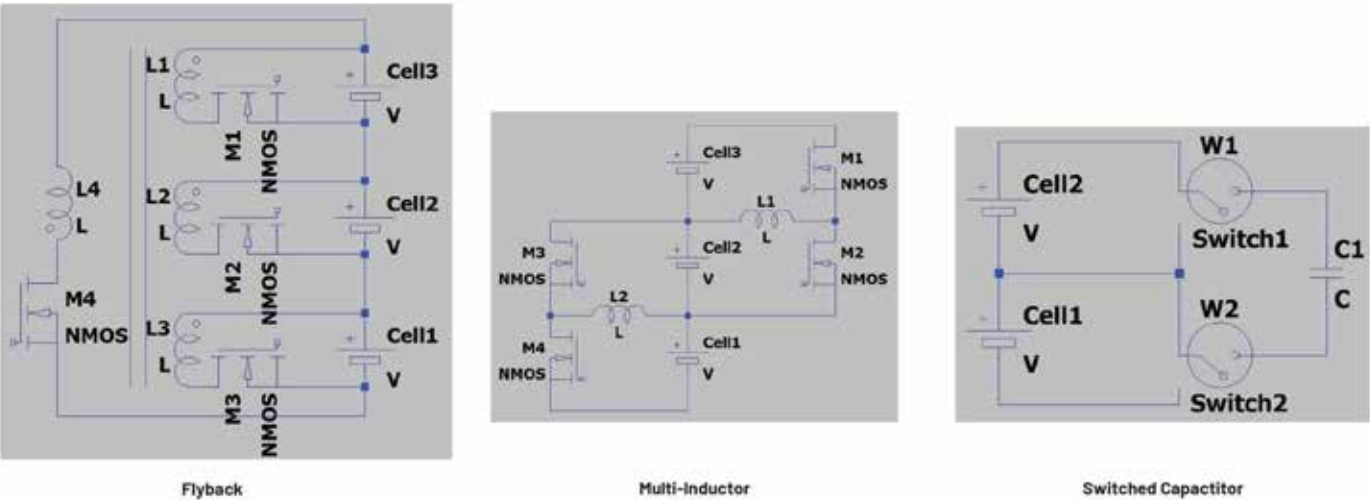 L1
L
Cell3
V
M1
NMOS
L4
L
L2
L
Cell2
V
M2
NMOS
M4
NMOS
L3
L
Cell1
V
M3
NMOS
Flyback
Cell3
V
M1
NMOS
L1
L
M3
NMOS
Cell2
V
M2
NMOS
L2
L
M4
NMOS
Cell1
V
Multi-Inductor
W1
Cell2
V
Switch1
C1
C
W2
Cell1
V
Switch2
Switched Capactitor